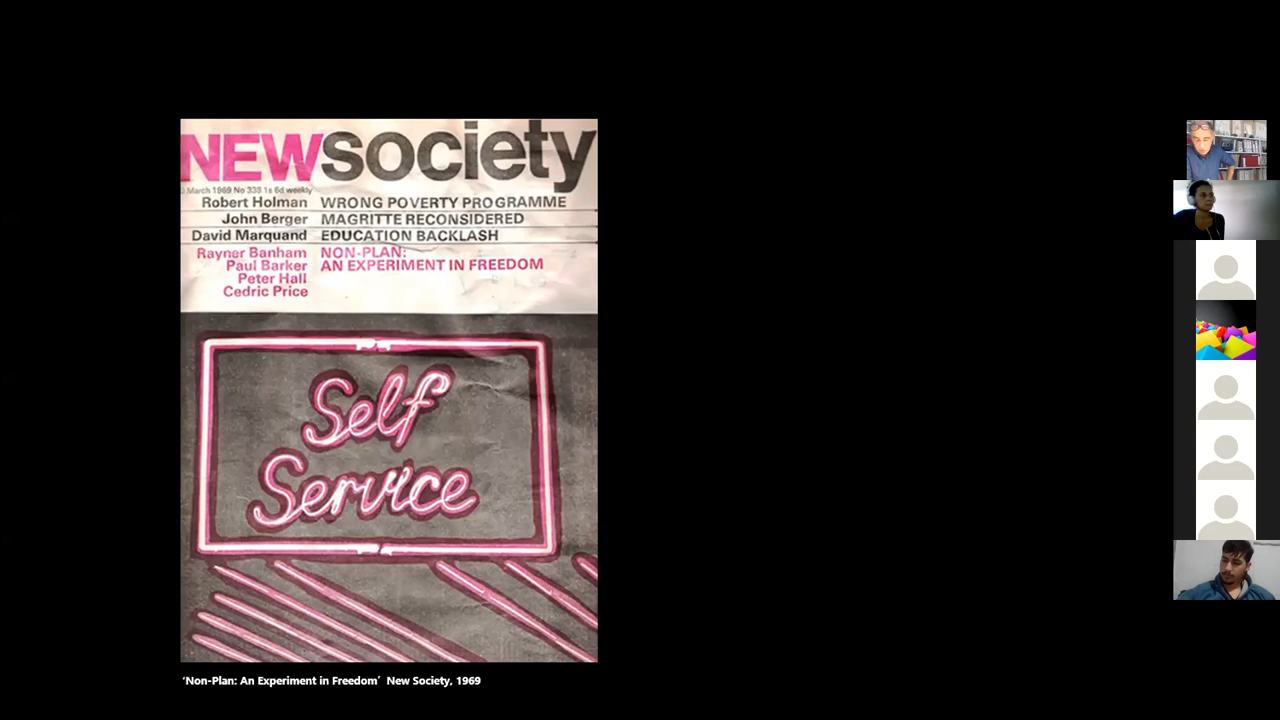 NEWsociety
March 1969 No 338 1s 6d weekly
Robert Holman WRONG POVERTY PROGRAMME
John Berger MAGRITTE RECONSIDERED
David Marquand EDUCATION BACKLASH
Rayner Banham NON-PLAN:
Paul Barker AN EXPERIMENT IN FREEDOM
Peter Hall
Cedric Price
Self
Service
‘Non-Plan: An Experiment in Freedom’ New Society, 1969